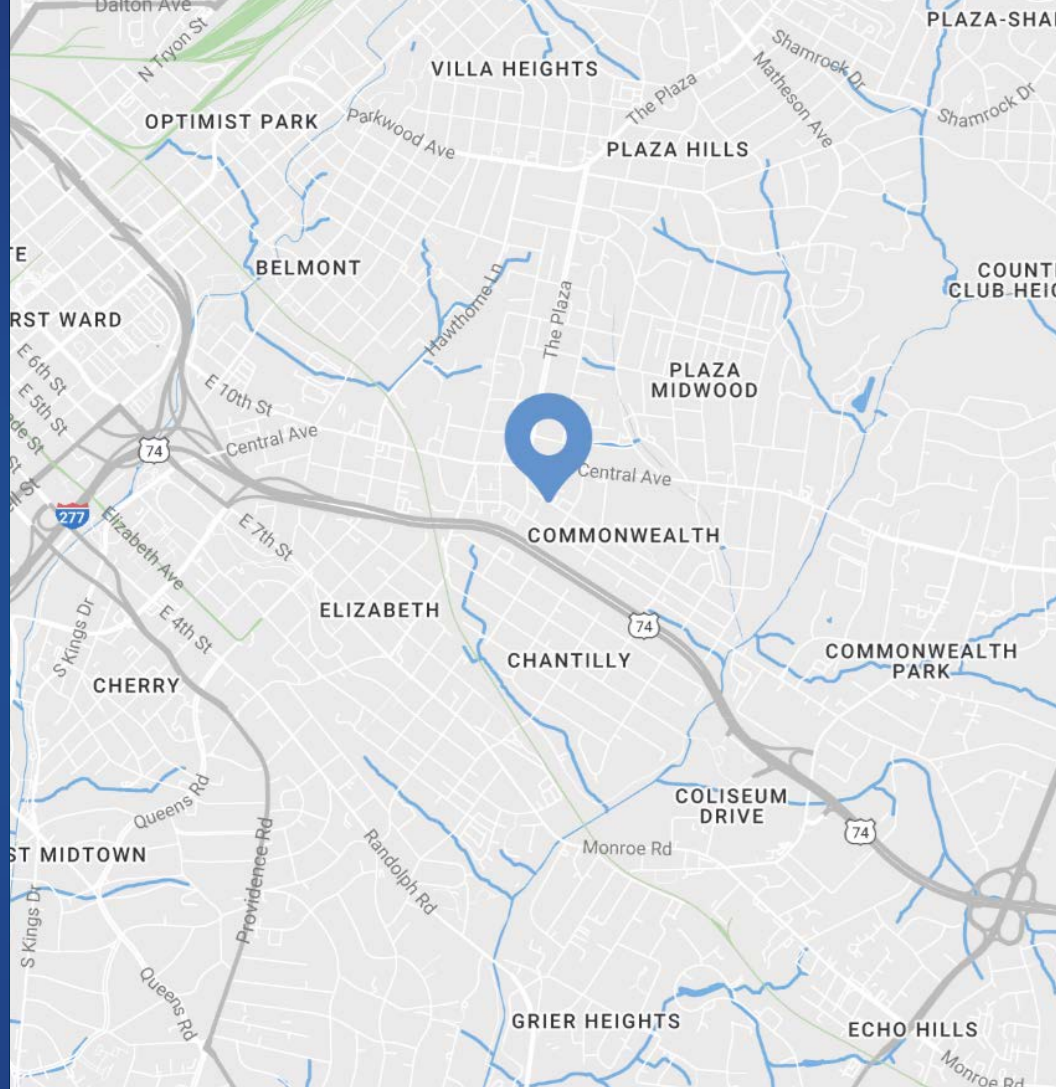 Dalton Ave
PLAZA-SHA
N Tryon St
VILLA HEIGHTS
Shamrock Dr
The Plaza
Matheson Ave
Shamrock Dr
OPTIMIST PARK
Parkwood Ave
PLAZA HILLS
BELMONT
COUNT
CLUB HEI
Hawthorne Ln
The Plaza
RST WARD
E 6th St
E 5th St
E 10th St
PLAZA
MIDWOOD
Central Ave
74
Central Ave
277
Elizabeth Ave
E 7th St
COMMONWEALTH
ELIZABETH
E 4th St
S Kings Dr
74
CHANTILLY
COMMONWEALTH
PARK
CHERRY
Queens Rd
COLISEUM
DRIVE
74
ST MIDTOWN
Providence Rd
Randolph Rd
Monroe Rd
S Kings Dr
Queens Rd
GRIER HEIGHTS
ECHO HILLS
Monroe Rd